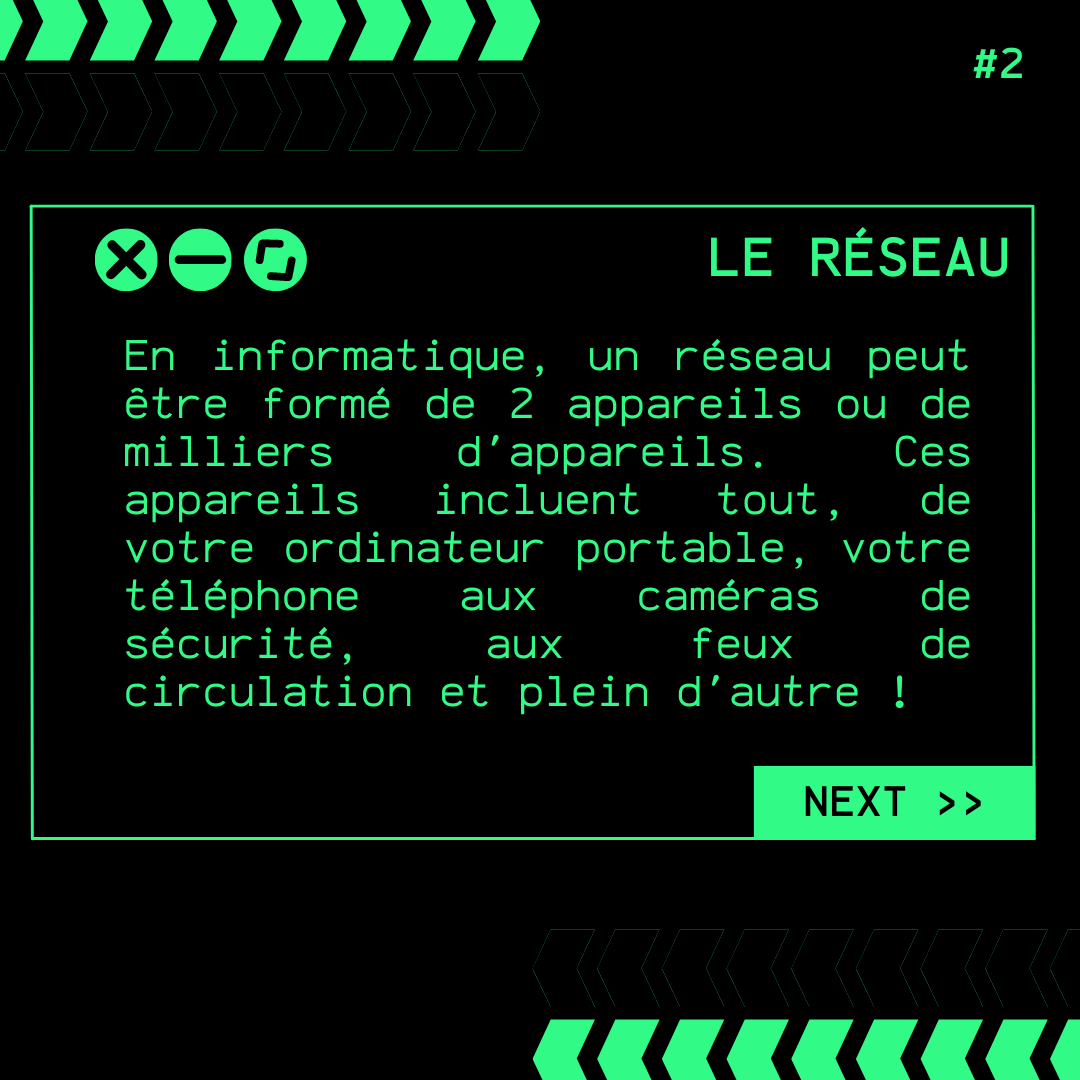 #2
LE RÉSEAU
En informatique, un réseau peut
être formé de 2 appareils ou de
milliers d'appareils. Ces
appareils incluent tout, de
votre ordinateur portable, votre
téléphone aux caméras de
sécurité, aux feux de
circulation et plein d'autre !
NEXT >>